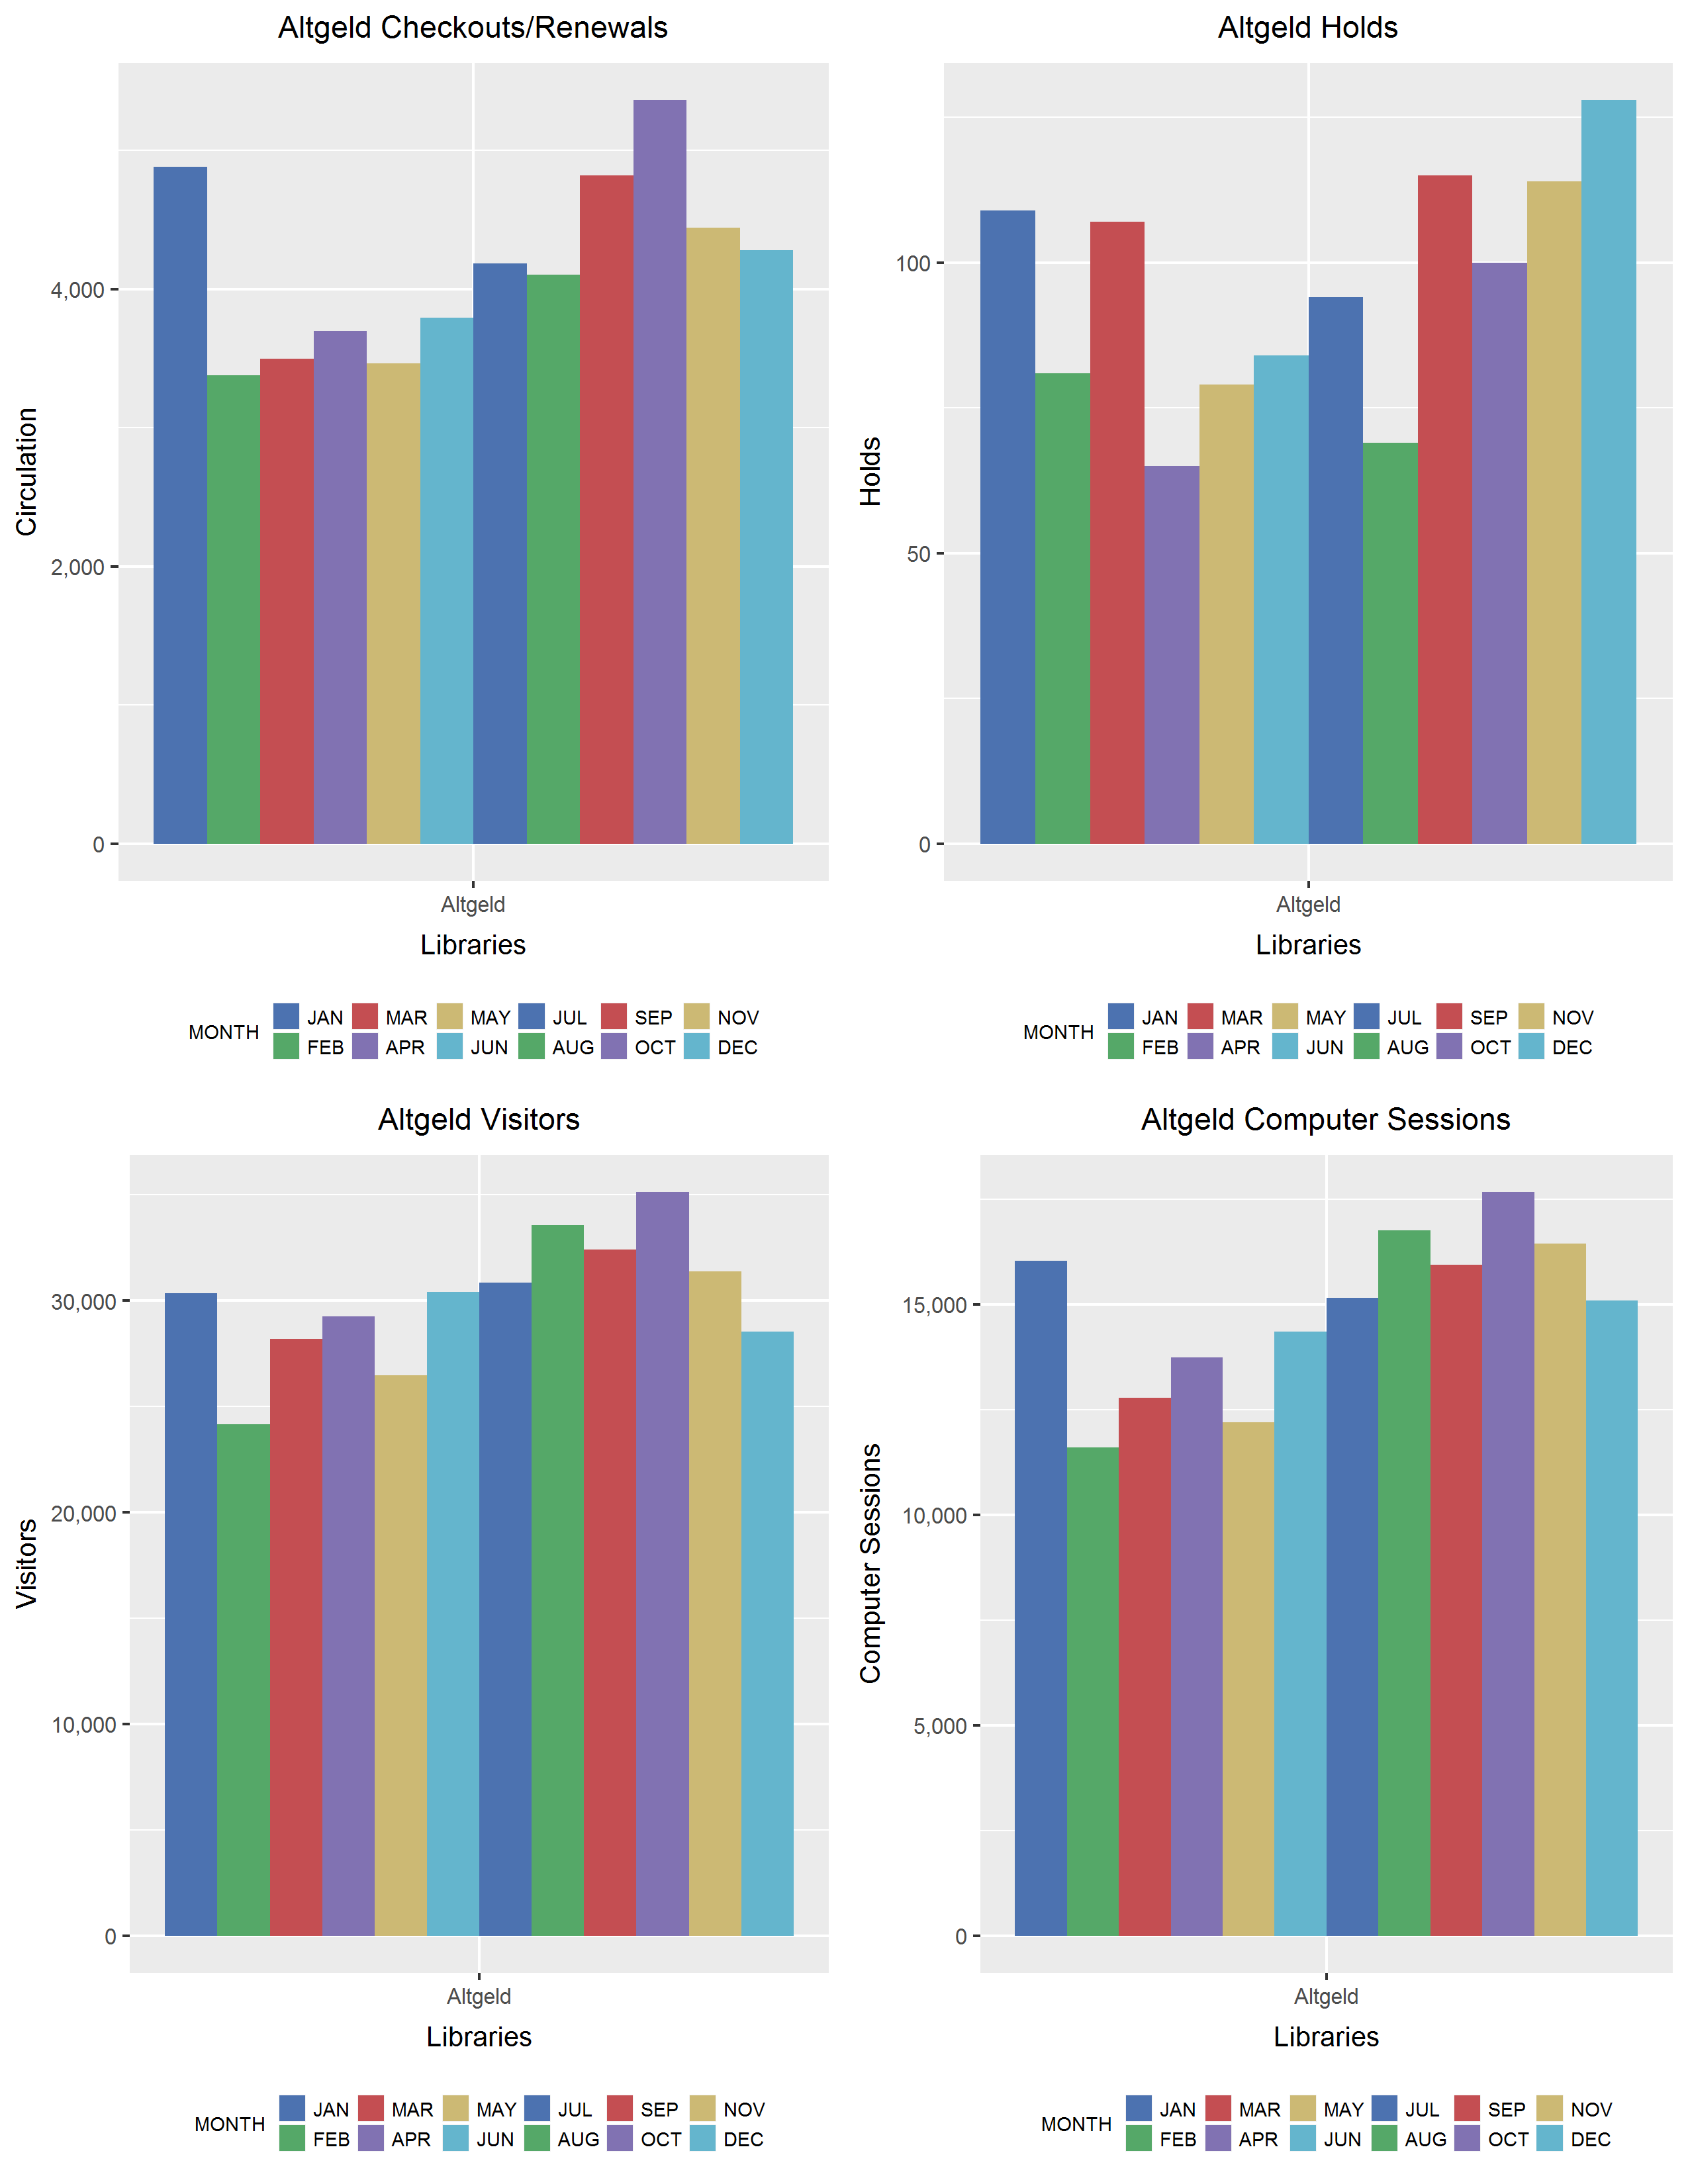 Altgeld Checkouts/Renewals
Circulation
4,000
2,000
0
Altgeld
Libraries
MONTH
JAN MAR MAY JUL SEP NOV
FEB APR JUN AUG OCT DEC
Altgeld Holds
Holds
100
50
0
Altgeld
Libraries
MONTH
JAN MAR MAY JUL SEP NOV
FEB APR JUN AUG OCT DEC
Altgeld Visitors
Visitors
30,000
20,000
10,000
0
Altgeld
Libraries
MONTH
JAN MAR MAY JUL SEP NOV
FEB APR JUN AUG OCT DEC
Altgeld Computer Sessions
Computer Sessions
15,000
10,000
5,000
0
Altgeld
Libraries
MONTH
JAN MAR MAY JUL SEP NOV
FEB APR JUN AUG OCT DEC